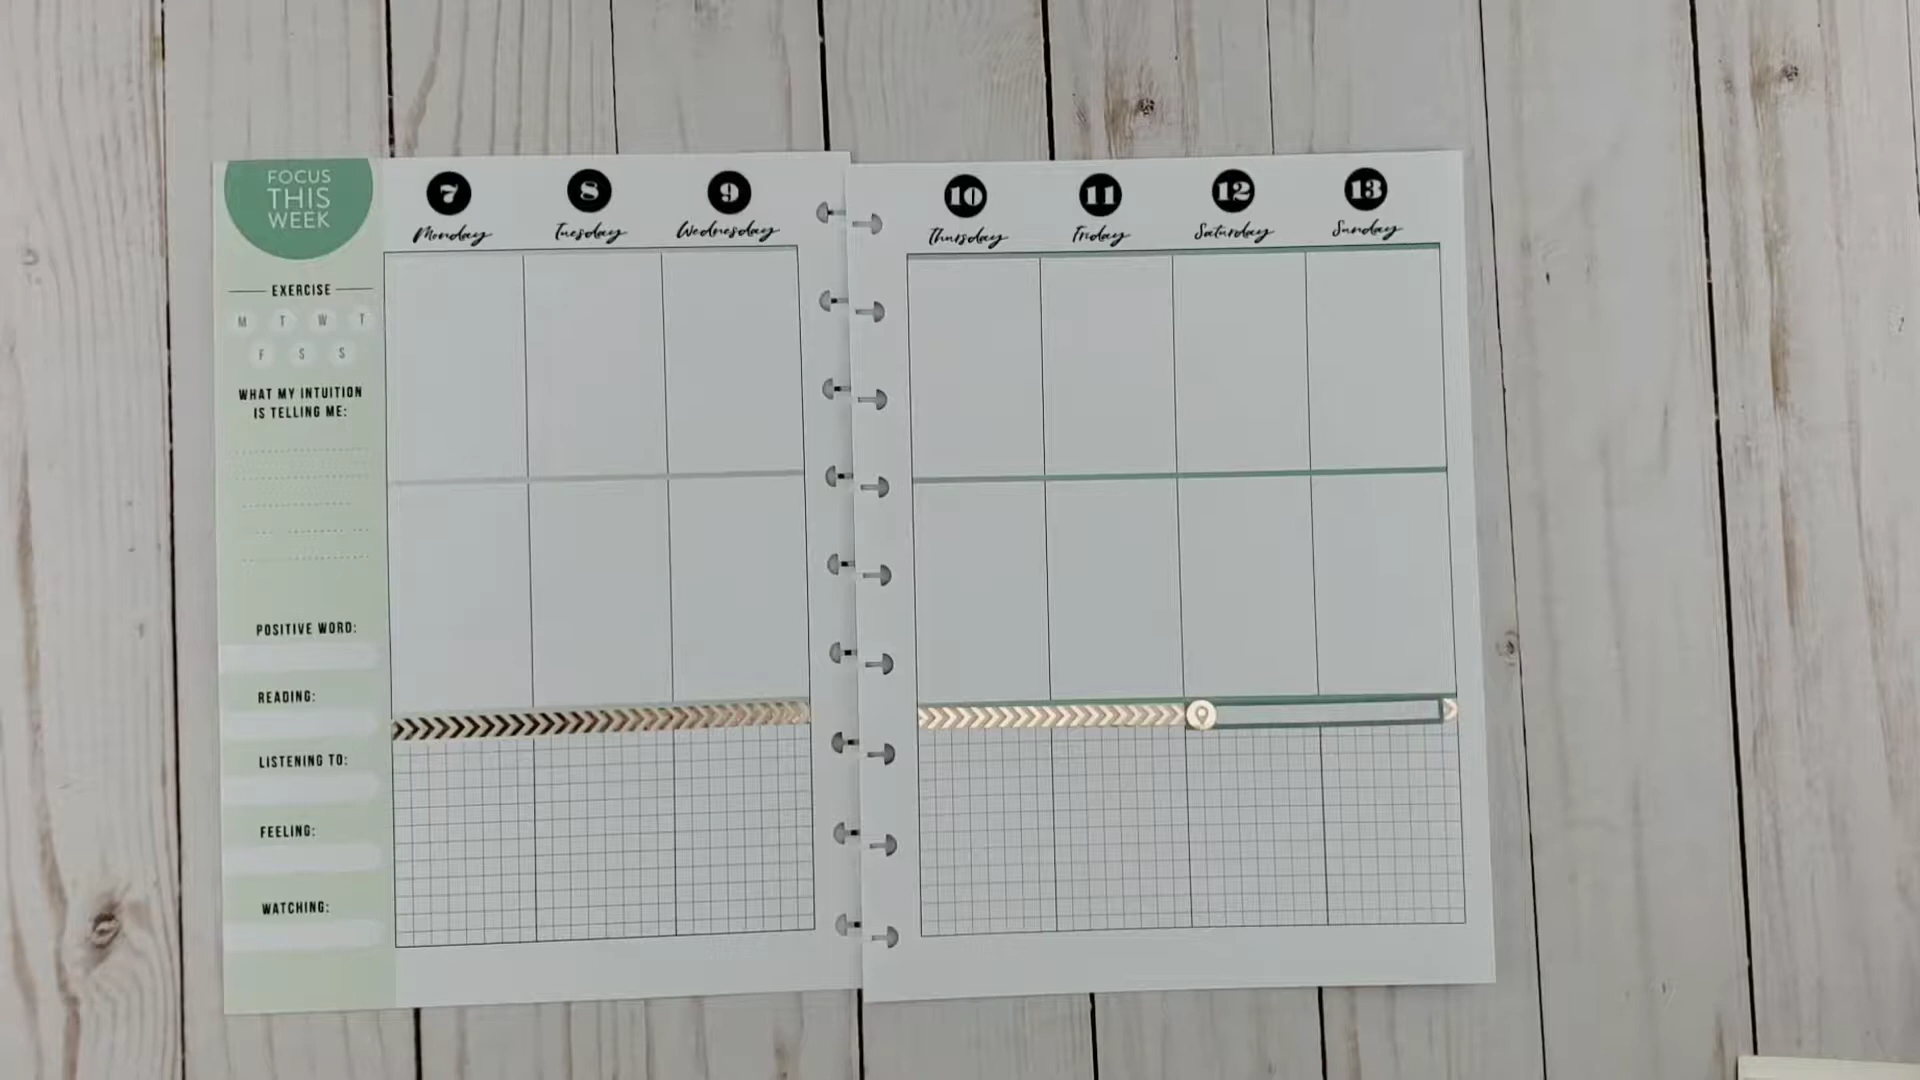 FOCUS
THIS
WEEK
EXERCISE
M T W T
F S S
WHAT MY INTUITION
IS TELLING ME:
POSITIVE WORD:
READING:
LISTENING TO:
FEELING:
WATCHING:
7 8 9
Monday Tuesday Wednesday
10 11 12 13
Thursday Friday Saturday Sunday